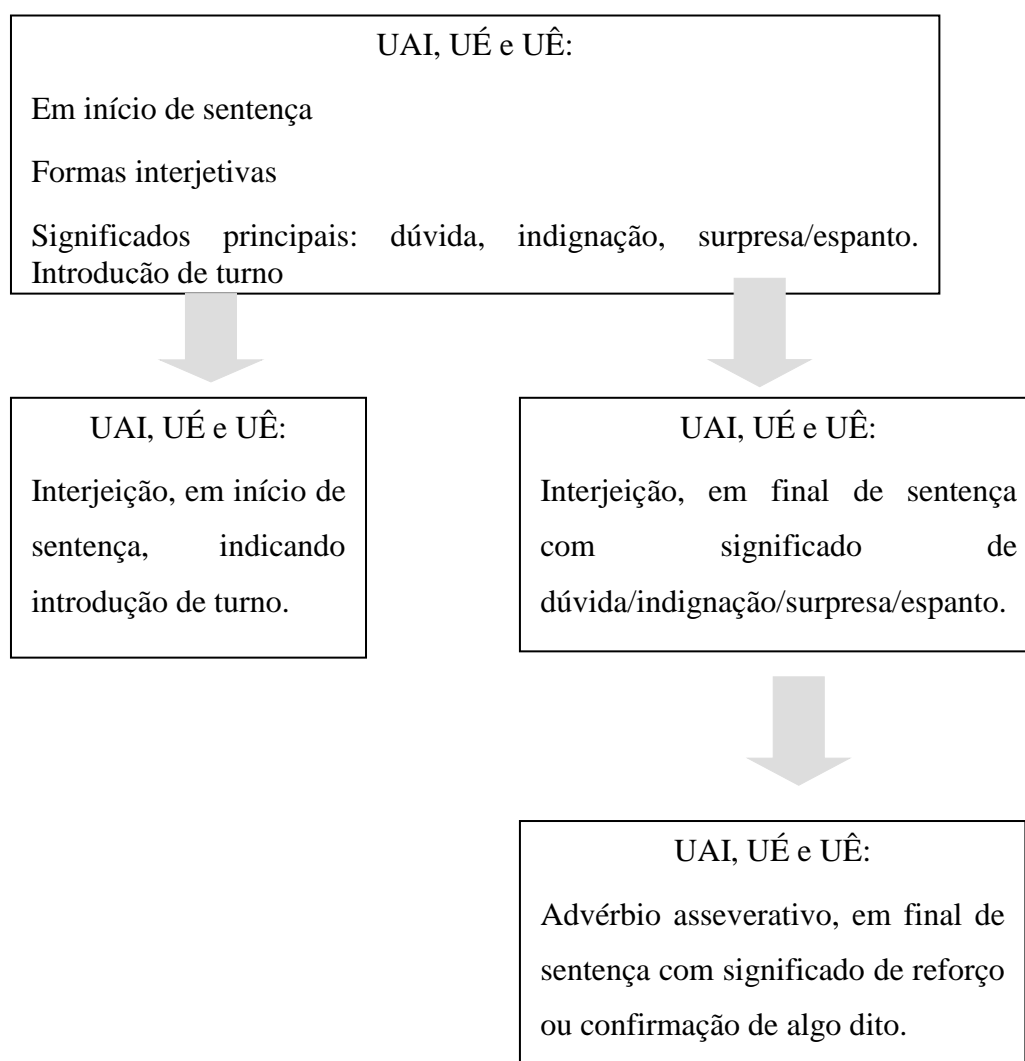 UAI, UÉ e UÊ:
Em início de sentença
Formas interjetivas
Significados principais: dúvida, indignação, surpresa/espanto.
Introdução de turno
UAI, UÉ e UÊ:
Interjeição, em início de
sentença, indicando
introdução de turno.
UAI, UÉ e UÊ:
Interjeição, em final de sentença
com significado de
dúvida/indignação/surpresa/espanto.
UAI, UÉ e UÊ:
Advérbio asseverativo, em final de
sentença com significado de reforço
ou confirmação de algo dito.